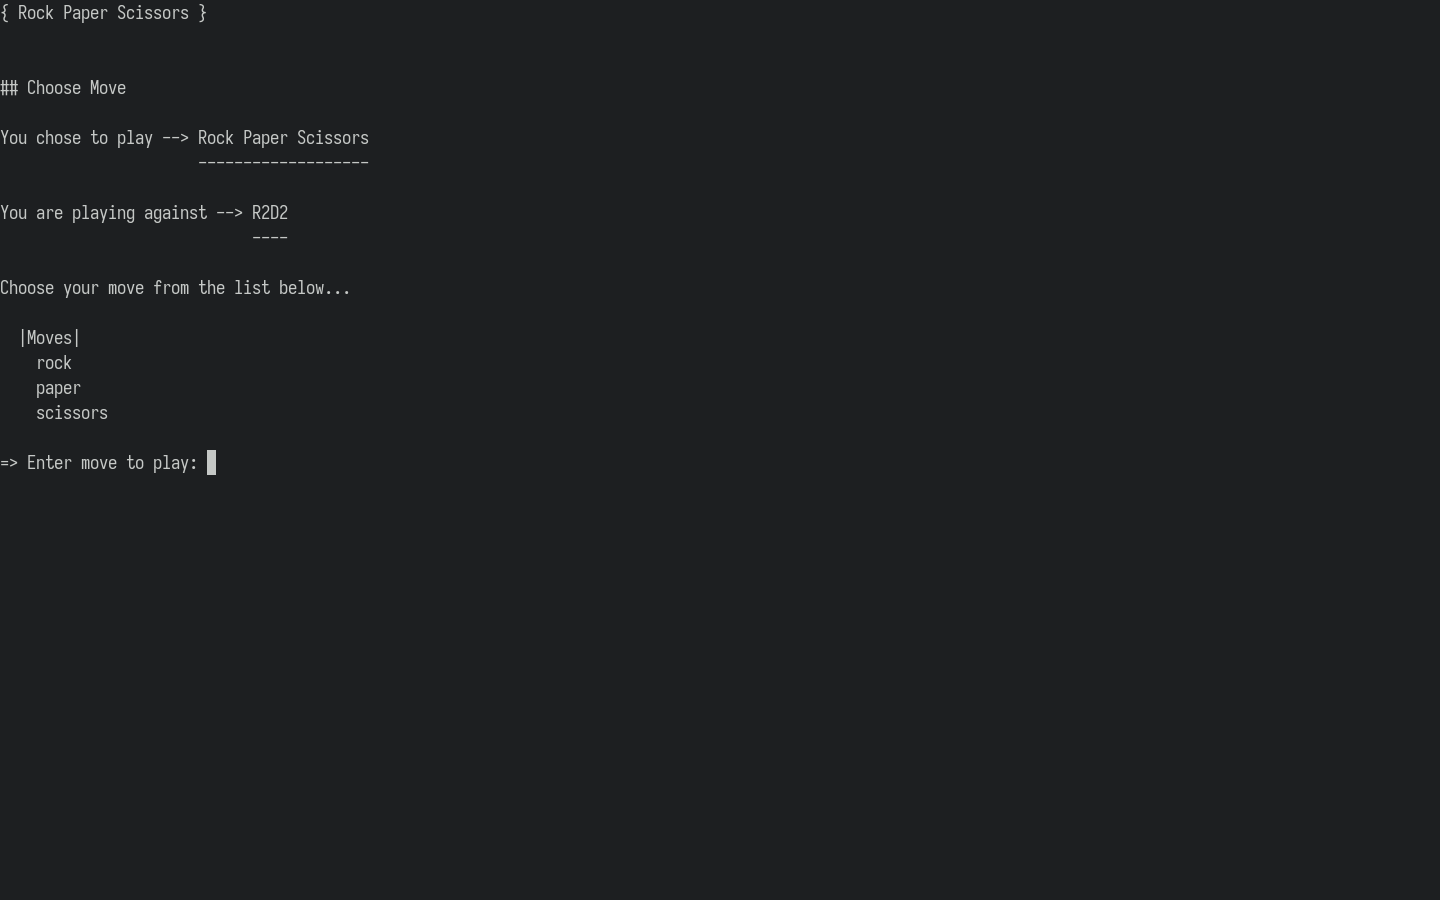 { Rock Paper Scissors }
## Choose Move
You chose to play --> Rock Paper Scissors
-------------------
You are playing against --> R2D2
----
Choose your move from the list below...
|Moves|
rock
paper
scissors
=> Enter move to play: